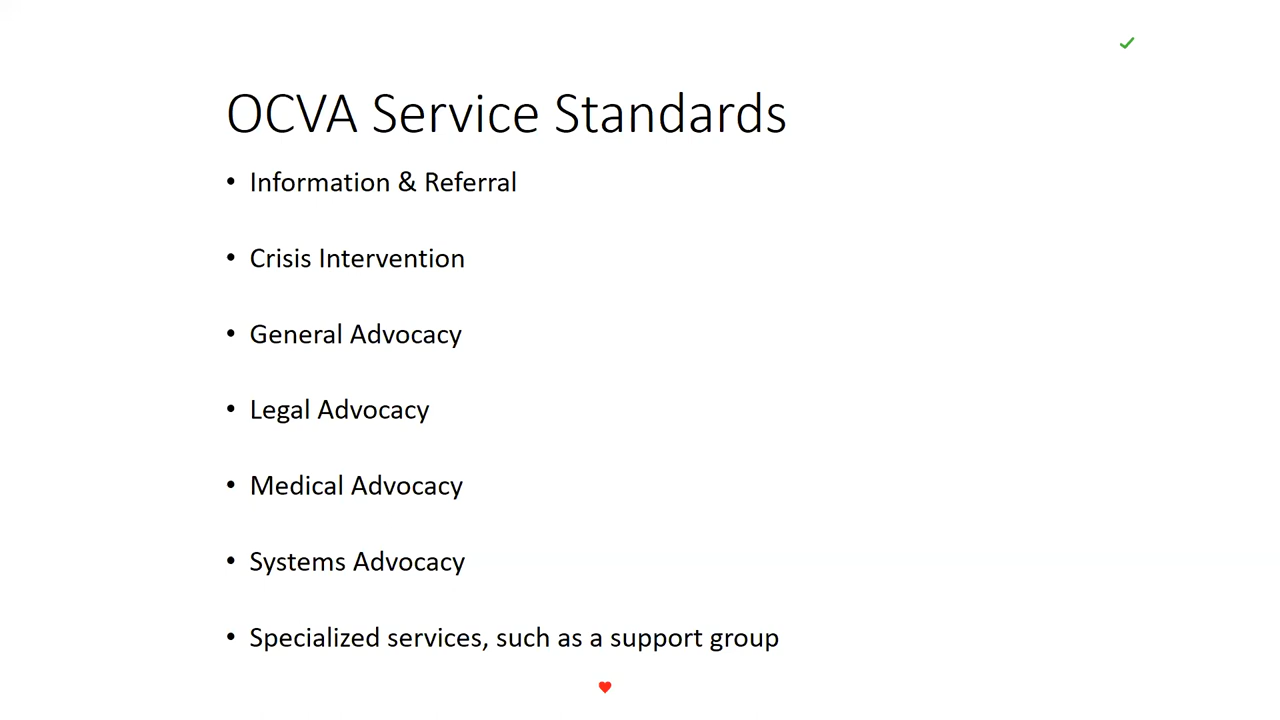 OCVA Service Standards
• Information & Referral
• Crisis Intervention
• General Advocacy
• Legal Advocacy
• Medical Advocacy
• Systems Advocacy
• Specialized services, such as a support group